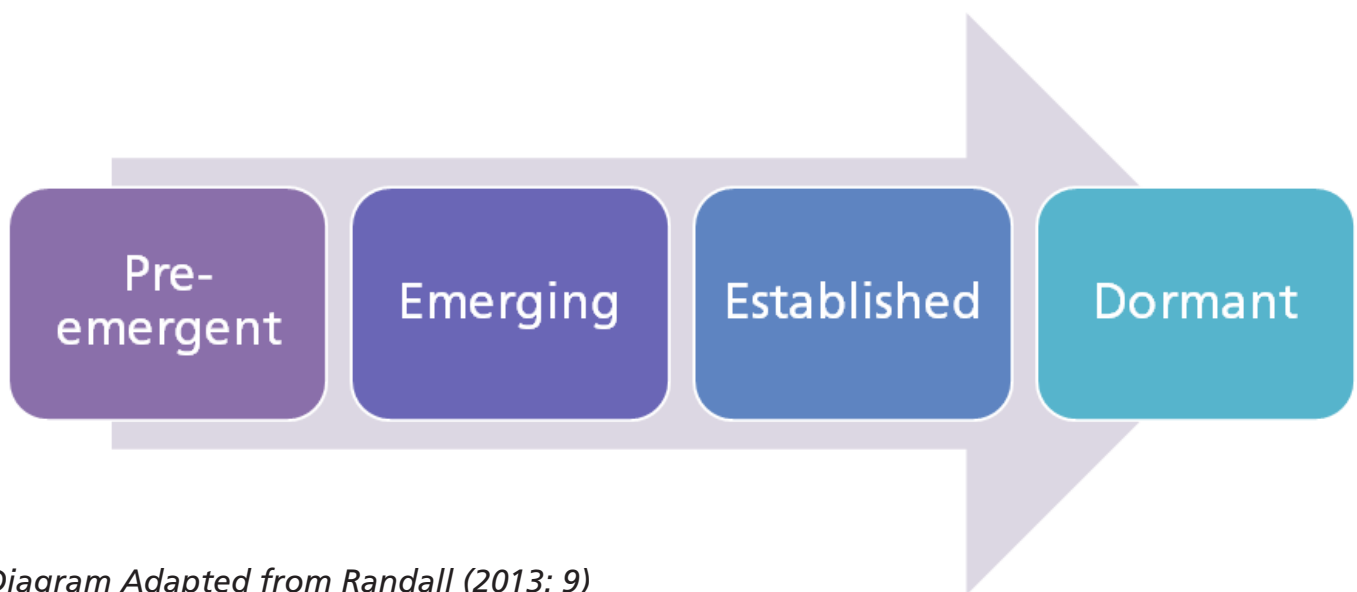 Pre-
emergent
Emerging
Established
Dormant
Diagram Adapted from Randall (2013: 9)